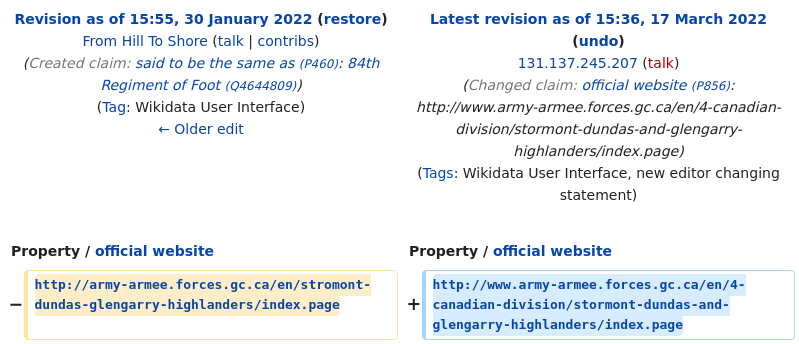 Revision as of 15:55, 30 January 2022 (restore)
From Hill To Shore (talk | contribs)
(Created claim: said to be the same as (P460): 84th
Regiment of Foot (Q4644809))
(Tag: Wikidata User Interface)
← Older edit
Latest revision as of 15:36, 17 March 2022
(undo)
131.137.245.207 (talk)
(Changed claim: official website (P856):
http://www.army-armee.forces.gc.ca/en/4-canadian-
division/stormont-dundas-and-glengarry-
highlanders/index.page)
(Tags: Wikidata User Interface, new editor changing
statement)
Property / official website
Property / official website
− http://army-armee.forces.gc.ca/en/stromont-
dundas-glengarry-highlanders/index.page
+ http://www.army-armee.forces.gc.ca/en/4-
canadian-division/stormont-dundas-and-
glengarry-highlanders/index.page